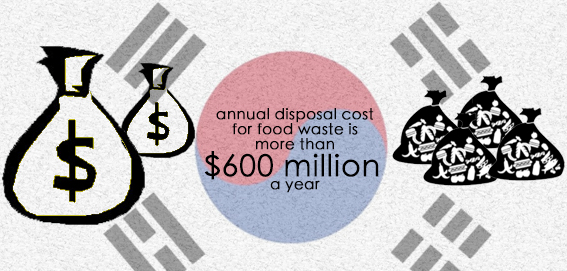 $
$
annual disposal cost
for food waste is
more than
$600 million
a year